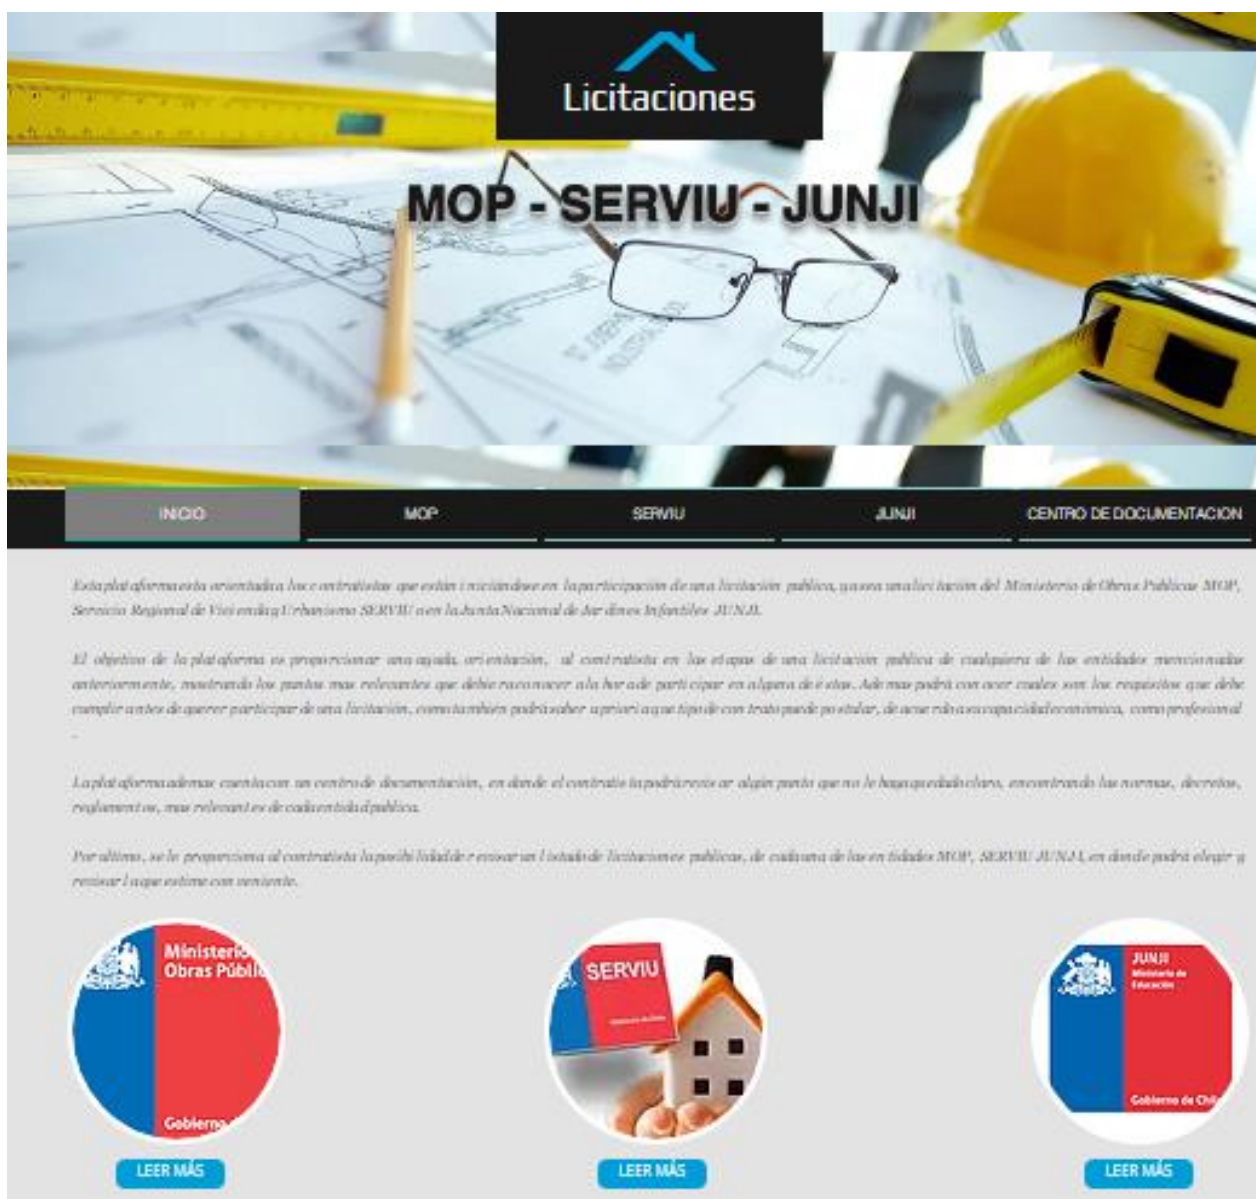 Licitaciones
MOP - SERVIU - JUNJI
INICIO MOP SERVIU JUNJI CENTRO DE DOCUMENTACION
Esta plataforma esta orientada a los contratistas que están iniciándose en la participación de una licitación publica, ya sea una licitación del Ministerio de Obras Publicas MOP,
Servicio Regional de Vivienda y Urbanismo SERVIU o en la Junta Nacional de Jardines Infantiles JUNJI.
El objetivo de la plataforma es proporcionar una ayuda, orientación, al contratista en las etapas de una licitación publica de cualquiera de las entidades mencionadas
anteriormente, mostrando los puntos mas relevantes que debiera conocer a la hora de participar en alguna de éstas. Ademas podrá conocer cuales son los requisitos que debe
cumplir antes de querer participar de una licitación, como también podrá saber a priori a que tipo de contrato puede postular, de acuerdo a su capacidad económica, como profesional
.
La plataforma ademas cuenta con un centro de documentación, en donde el contratista podrá revisar algún punto que no le haya quedado claro, encontrando las normas, decretos,
reglamentos, mas relevantes de cada entidad publica.
Por ultimo, se le proporciona al contratista la posibilidad de revisar un listado de licitaciones publicas, de cada una de las entidades MOP, SERVIU JUNJI, en donde podrá elegir y
revisar la que estime conveniente.
Ministerio
Obras Públic
Gobierno d
SERVIU
JUNJI
Ministerio de
Educación
Gobierno de Chile
LEER MÁS LEER MÁS LEER MÁS